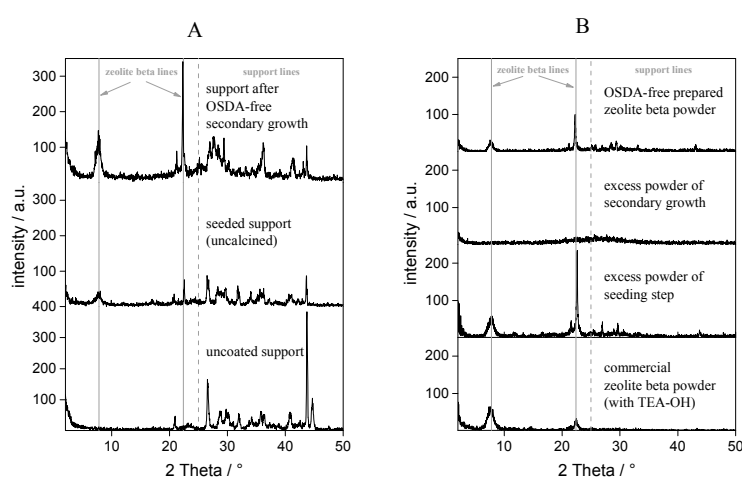 A
zeolite beta lines
support lines
support after
OSDA-free
secondary growth
seeded support
(uncalcined)
uncoated support
intensity / a.u.
300
200
100
300
200
100
400
300
200
100
10
20
30
40
50
2 Theta / °
B
zeolite beta lines
support lines
OSDA-free prepared
zeolite beta powder
excess powder of
secondary growth
excess powder of
seeding step
commercial
zeolite beta powder
(with TEA-OH)
intensity / a.u.
200
100
200
100
200
100
200
100
10
20
30
40
50
2 Theta / °